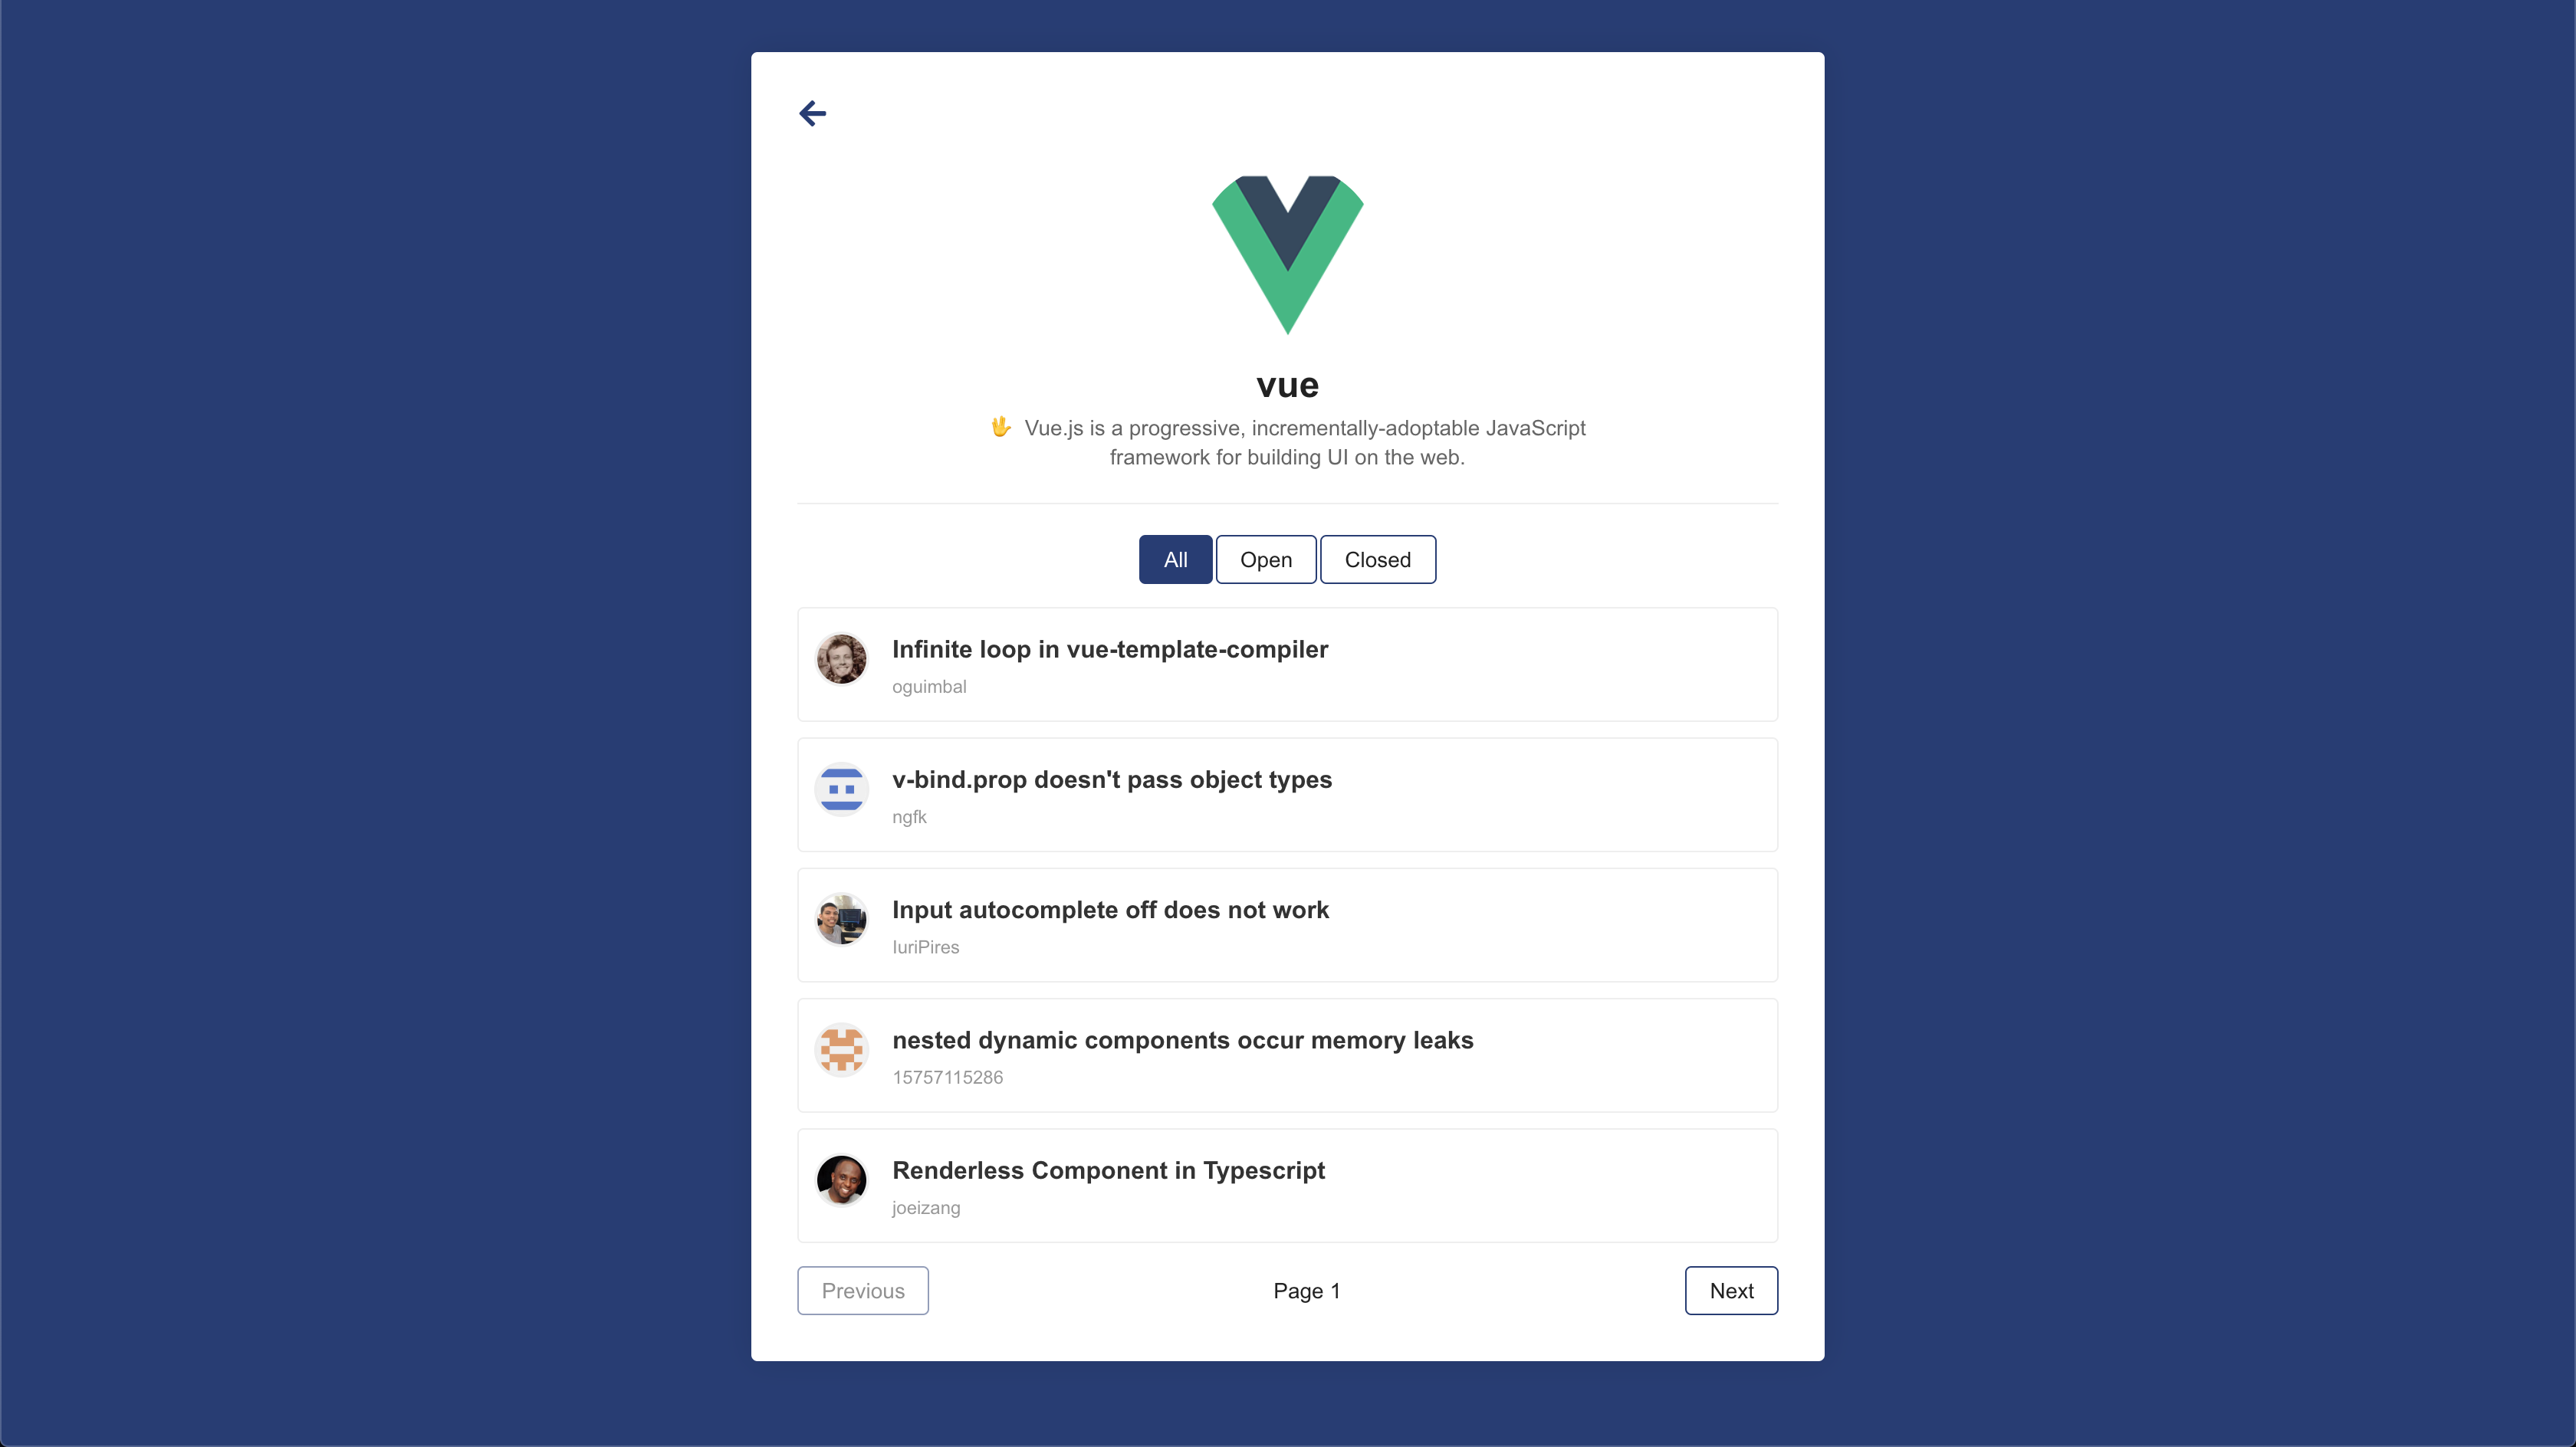 vue
🖖 Vue.js is a progressive, incrementally-adoptable JavaScript
framework for building UI on the web.
All Open Closed
Infinite loop in vue-template-compiler
oguimbal
v-bind.prop doesn't pass object types
ngfk
Input autocomplete off does not work
IuriPires
nested dynamic components occur memory leaks
15757115286
Renderless Component in Typescript
joeizang
Previous Page 1 Next